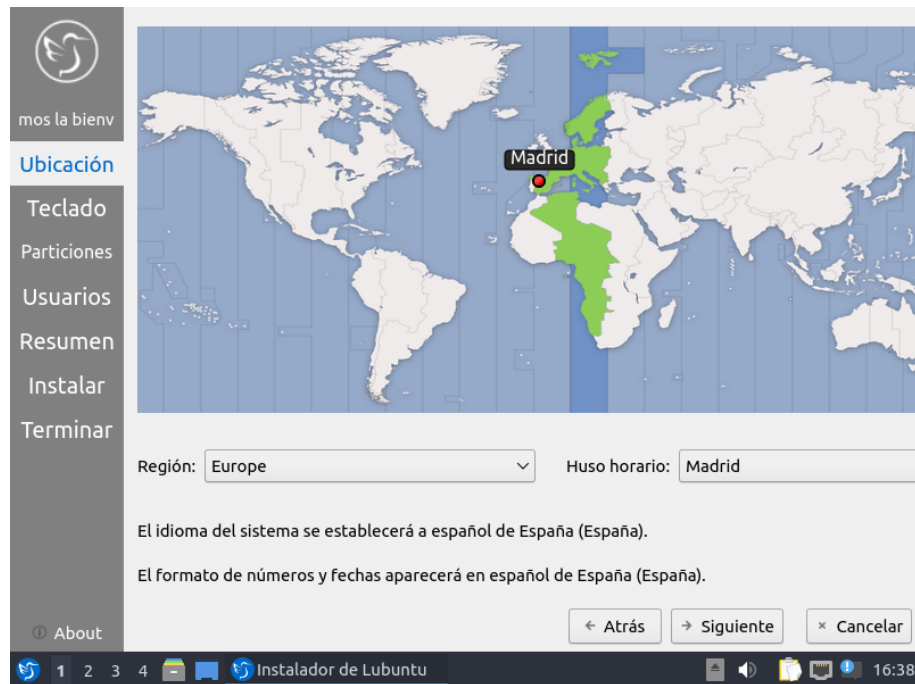 mos la bienv
Ubicación
Teclado
Particiones
Usuarios
Resumen
Instalar
Terminar
About
Madrid
Región: Europe Huso horario: Madrid
El idioma del sistema se establecerá a español de España (España).
El formato de números y fechas aparecerá en español de España (España).
Atrás Siguiente Cancelar
1 2 3 4 Instalador de Lubuntu 16:38